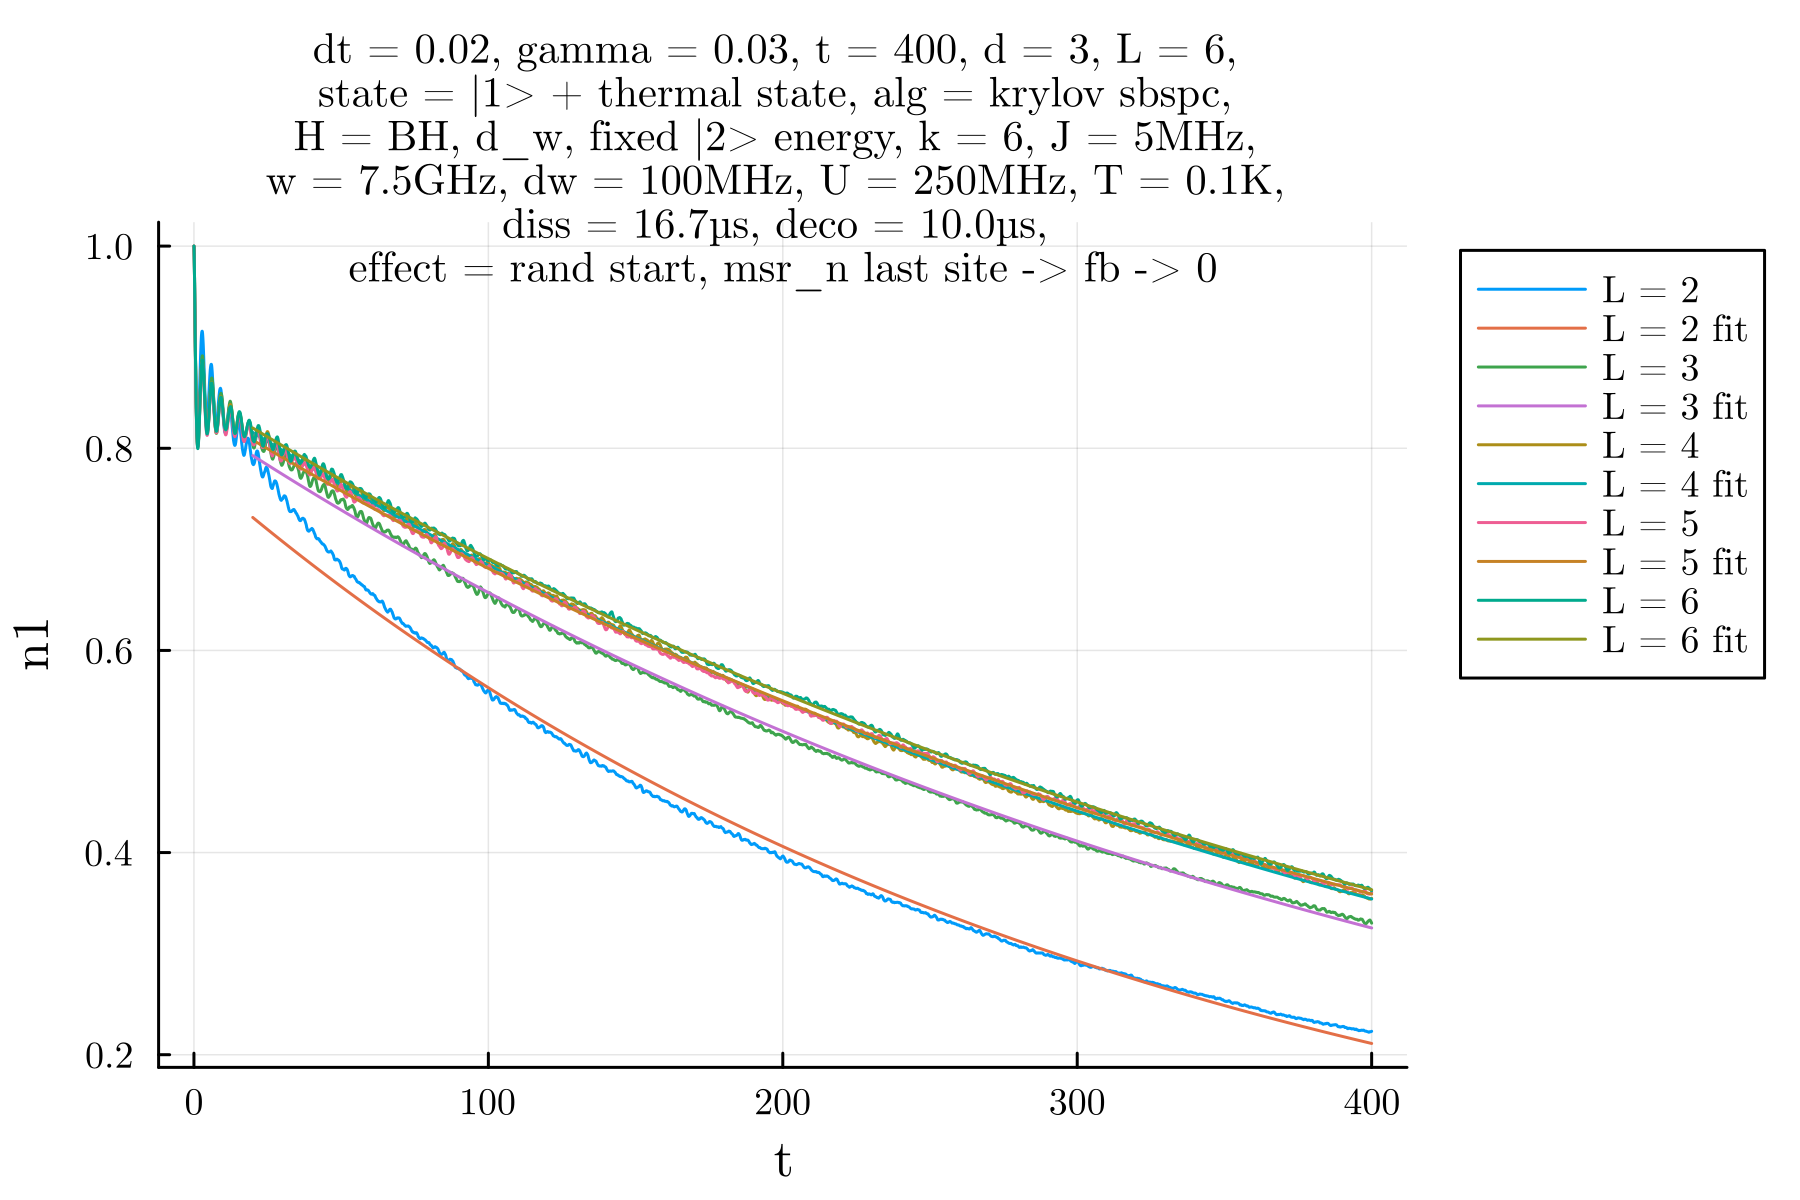 dt = 0.02, gamma = 0.03, t = 400, d = 3, L = 6,
state = |1> + thermal state, alg = krylov sbspc,
H = BH, d_w, fixed |2> energy, k = 6, J = 5MHz,
w = 7.5GHz, dw = 100MHz, U = 250MHz, T = 0.1K,
diss = 16.7µs, deco = 10.0µs,
effect = rand start, msr_n last site -> fb -> 0
1.0
0.8
0.6
0.4
0.2
n1
0 100 200 300 400
t
L = 2
L = 2 fit
L = 3
L = 3 fit
L = 4
L = 4 fit
L = 5
L = 5 fit
L = 6
L = 6 fit